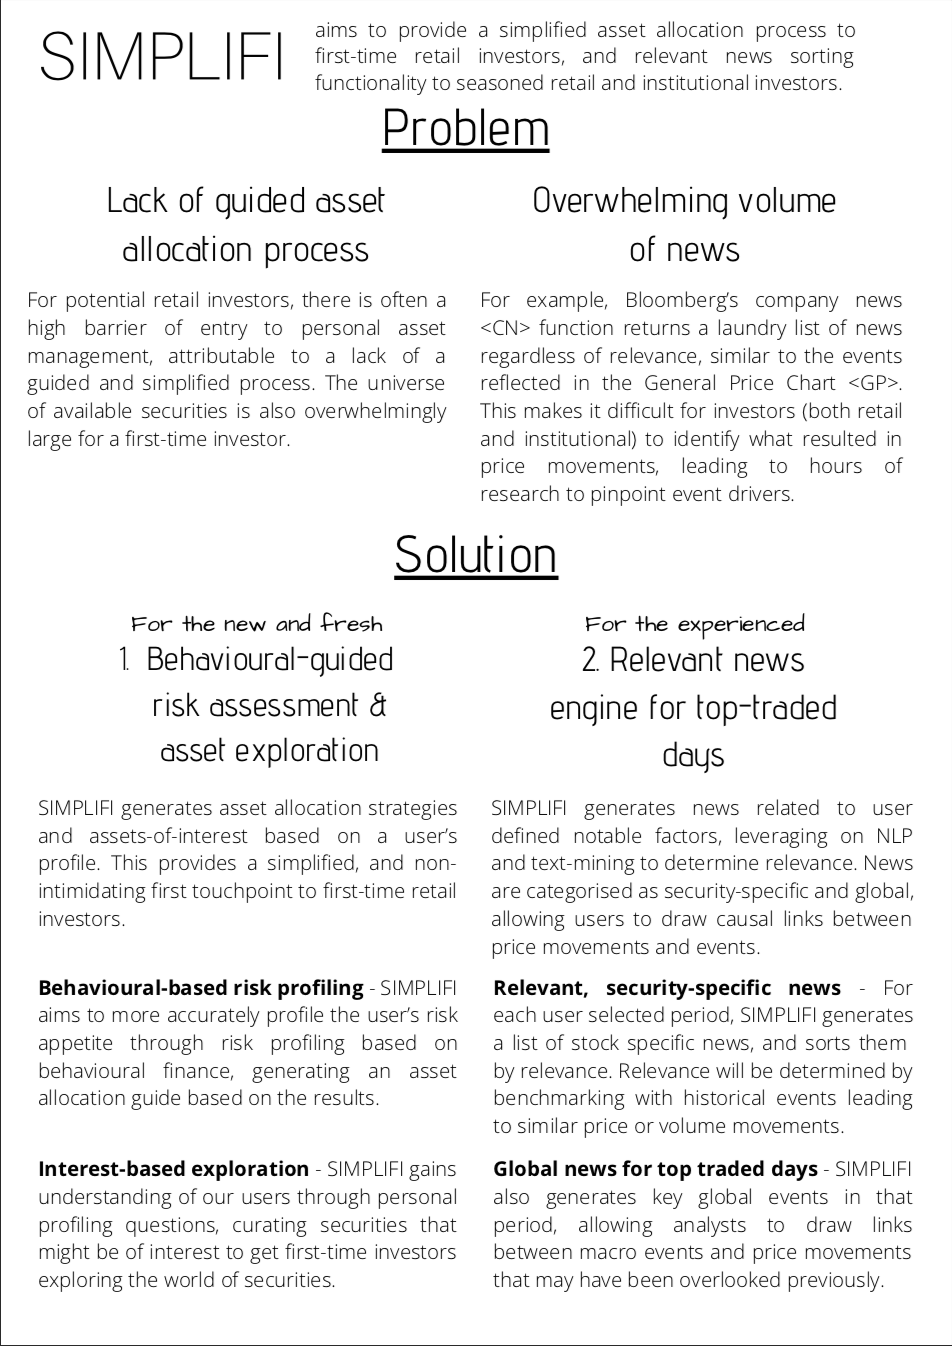 SIMPLIFI
aims to provide a simplified asset allocation process to
first-time retail investors, and relevant news sorting
functionality to seasoned retail and institutional investors.
Problem
Lack of guided asset
allocation process
For potential retail investors, there is often a
high barrier of entry to personal asset
management, attributable to a lack of a
guided and simplified process. The universe
of available securities is also overwhelmingly
large for a first-time investor.
Overwhelming volume
of news
For example, Bloomberg's company news
<CN> function returns a laundry list of news
regardless of relevance, similar to the events
reflected in the General Price Chart <GP>.
This makes it difficult for investors (both retail
and institutional) to identify what resulted in
price movements, leading to hours of
research to pinpoint event drivers.
Solution
For the new and fresh
1. Behavioural-guided
risk assessment &
asset exploration
SIMPLIFI generates asset allocation strategies
and assets-of-interest based on a user's
profile. This provides a simplified, and non-
intimidating first touchpoint to first-time retail
investors.
Behavioural-based risk profiling - SIMPLIFI
aims to more accurately profile the user's risk
appetite through risk profiling based on
behavioural finance, generating an asset
allocation guide based on the results.
Interest-based exploration - SIMPLIFI gains
understanding of our users through personal
profiling questions, curating securities that
might be of interest to get first-time investors
exploring the world of securities.
For the experienced
2. Relevant news
engine for top-traded
days
SIMPLIFI generates news related to user
defined notable factors, leveraging on NLP
and text-mining to determine relevance. News
are categorised as security-specific and global,
allowing users to draw causal links between
price movements and events.
Relevant, security-specific news - For
each user selected period, SIMPLIFI generates
a list of stock specific news, and sorts them
by relevance. Relevance will be determined by
benchmarking with historical events leading
to similar price or volume movements.
Global news for top traded days - SIMPLIFI
also generates key global events in that
period, allowing analysts to draw links
between macro events and price movements
that may have been overlooked previously.